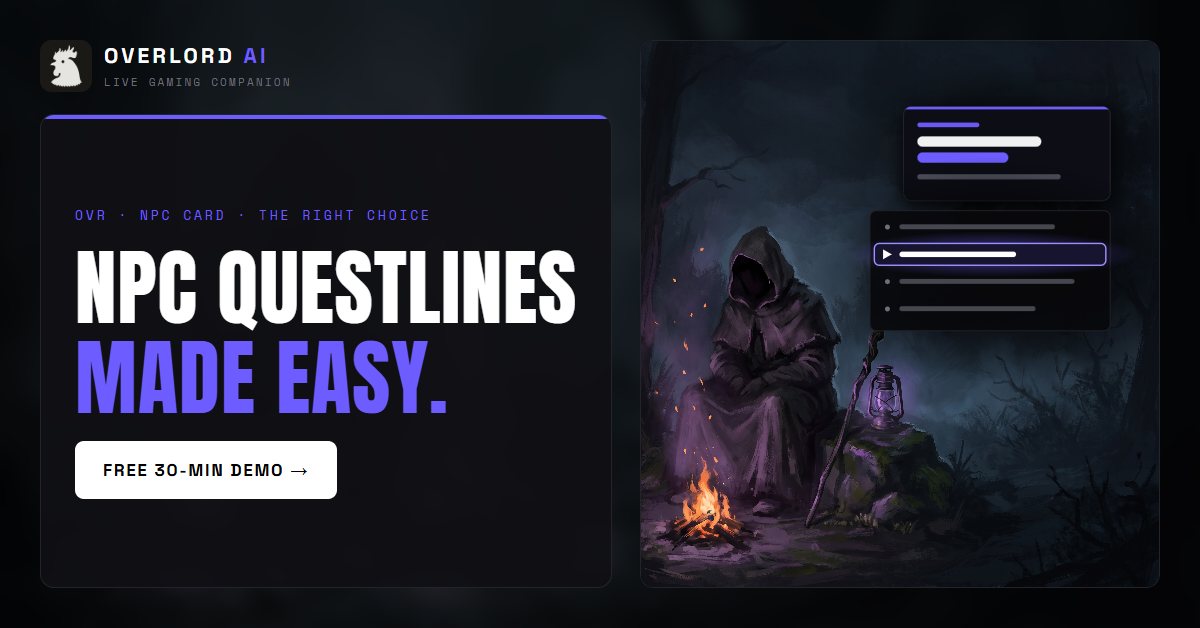 OVERLORD AI
LIVE GAMING COMPANION
OVR · NPC CARD · THE RIGHT CHOICE
NPC QUESTLINES
MADE EASY.
FREE 30-MIN DEMO →